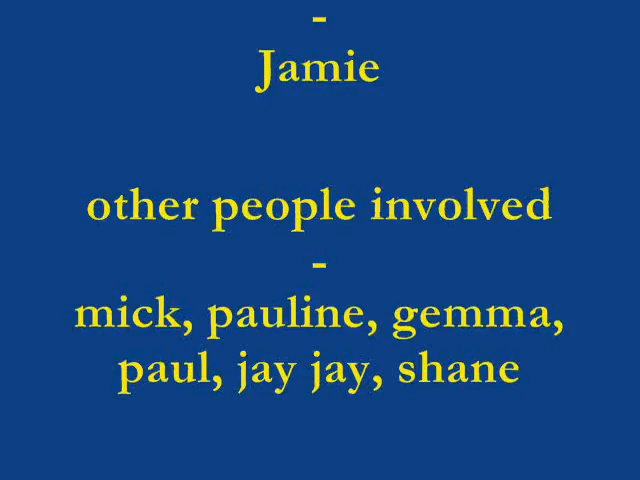 -
Jamie
other people involved
-
mick, pauline, gemma,
paul, jay jay, shane